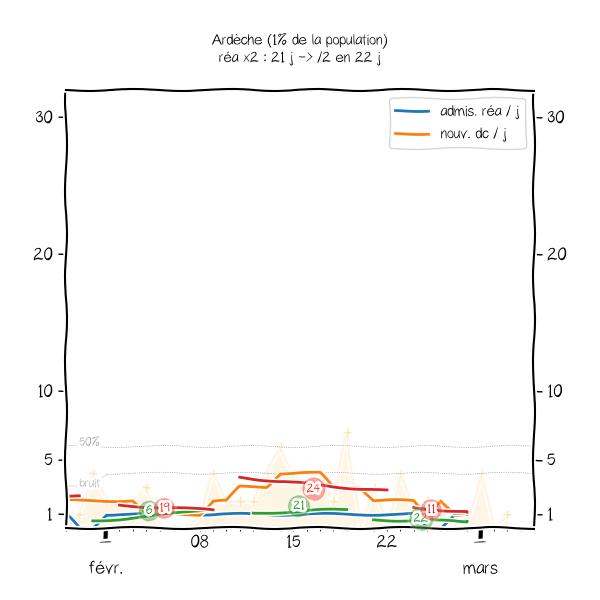 Ardèche (1% de la population)
réa x2 : 21 j -> /2 en 22 j
admis. réa / j
nouv. dc / j
30 30
20 20
10 10
50%
5 5
bruit
24
21
6 19 11
22
1 1
1 08 15 22 1
févr. mars